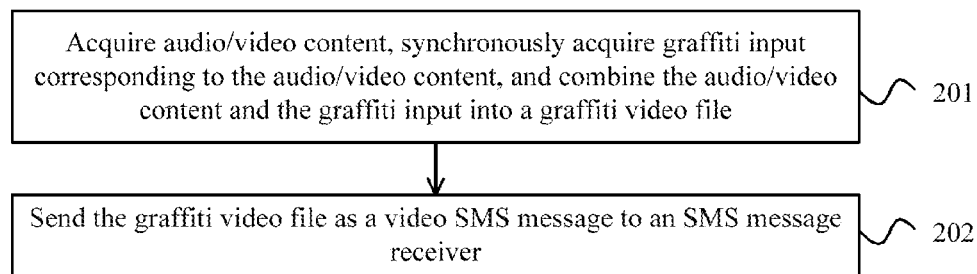 Acquire audio/video content, synchronously acquire graffiti input
corresponding to the audio/video content, and combine the audio/video
content and the graffiti input into a graffiti video file
201
Send the graffiti video file as a video SMS message to an SMS message
receiver
202